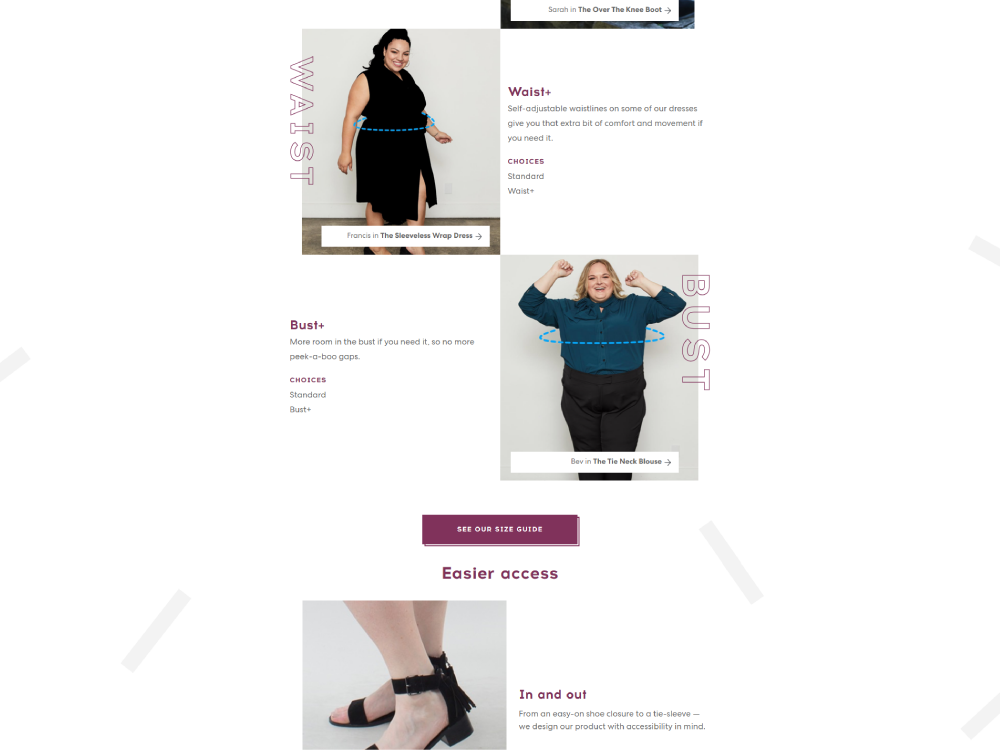 Sarah in The Over The Knee Boot →
WAIST
Waist+
Self-adjustable waistlines on some of our dresses
give you that extra bit of comfort and movement if
you need it.
CHOICES
Standard
Waist+
Francis in The Sleeveless Wrap Dress →
BUST
Bust+
More room in the bust if you need it, so no more
peek-a-boo gaps.
CHOICES
Standard
Bust+
Bev in The Tie Neck Blouse →
SEE OUR SIZE GUIDE
Easier access
In and out
From an easy-on shoe closure to a tie-sleeve —
we design our product with accessibility in mind.